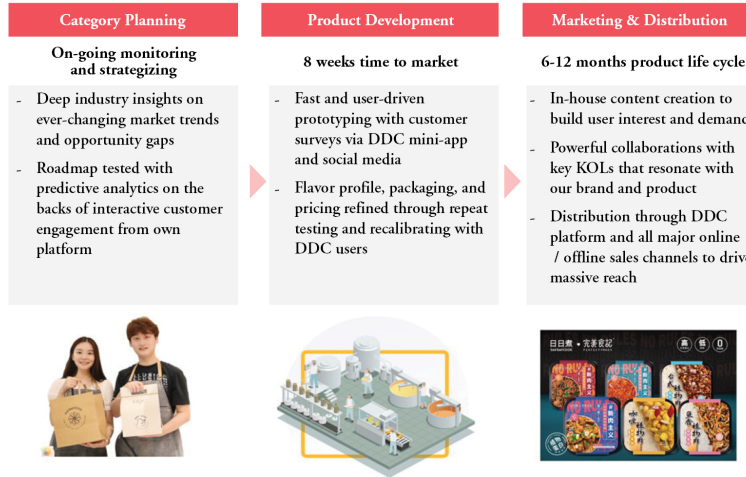 Category Planning
On-going monitoring
and strategizing
- Deep industry insights on
ever-changing market trends
and opportunity gaps
- Roadmap tested with
predictive analytics on the
backs of interactive customer
engagement from own
platform
Product Development
8 weeks time to market
- Fast and user-driven
prototyping with customer
surveys via DDC mini-app
and social media
- Flavor profile, packaging, and
pricing refined through repeat
testing and recalibrating with
DDC users
Marketing & Distribution
6-12 months product life cycle
- In-house content creation to
build user interest and demand
- Powerful collaborations with
key KOLs that resonate with
our brand and product
- Distribution through DDC
platform and all major online
/ offline sales channels to drive
massive reach
日日煮 • 完美食记
高 低 0
NO RULES